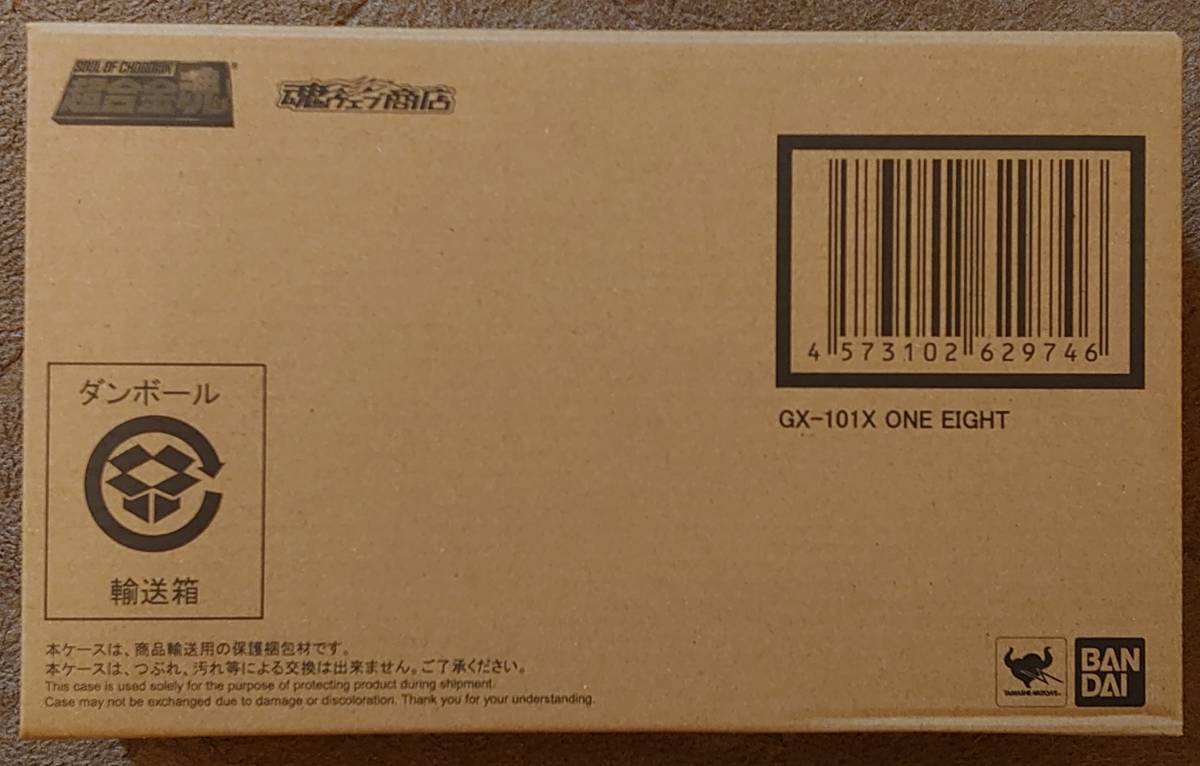 SOUL OF CHOGOKIN
超合金魂
魂ウェブ商店
4 573102 629746
GX-101X ONE EIGHT
ダンボール
輸送箱
本ケースは、商品輸送用の保護梱包材です。
本ケースは、つぶれ、汚れ等による交換は出来ません。ご了承ください。
This case is used solely for the purpose of protecting product during shipment.
Case may not be exchanged due to damage or discoloration. Thank you for your understanding.
TAMASHII NATIONS
BAN
DAI